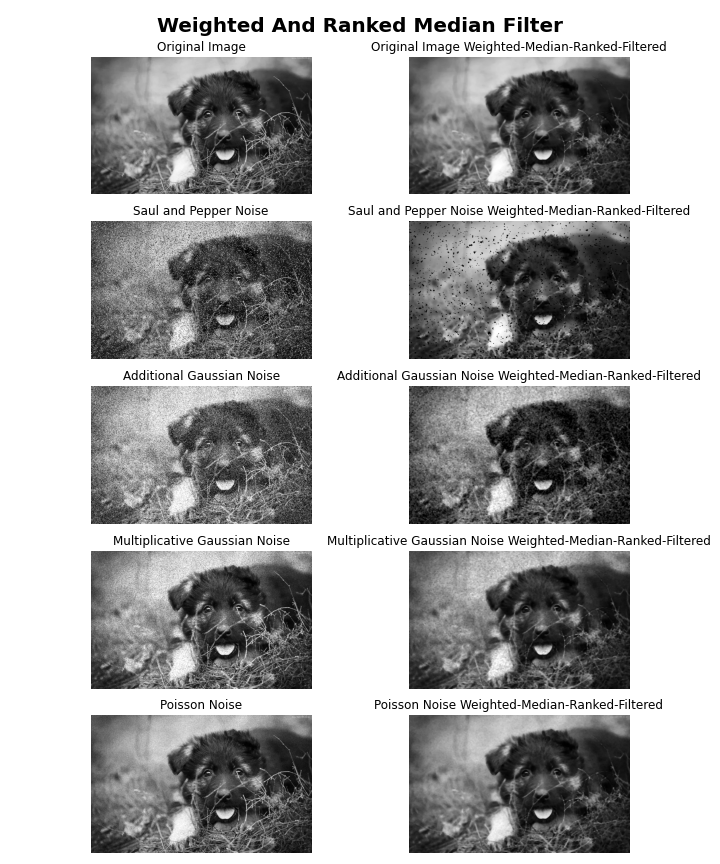 Weighted And Ranked Median Filter
Original Image
Original Image Weighted-Median-Ranked-Filtered
Saul and Pepper Noise
Saul and Pepper Noise Weighted-Median-Ranked-Filtered
Additional Gaussian Noise
Additional Gaussian Noise Weighted-Median-Ranked-Filtered
Multiplicative Gaussian Noise
Multiplicative Gaussian Noise Weighted-Median-Ranked-Filtered
Poisson Noise
Poisson Noise Weighted-Median-Ranked-Filtered